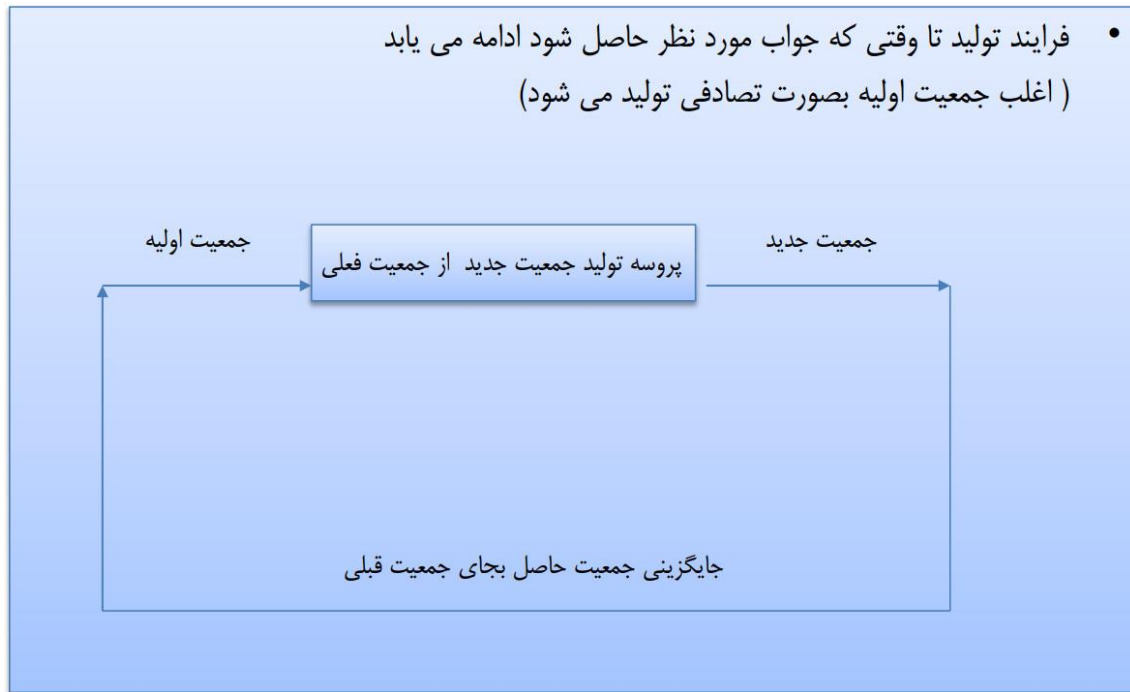 • فرایند تولید تا وقتی که جواب مورد نظر حاصل شود ادامه می یابد
( اغلب جمعیت اولیه بصورت تصادفی تولید می شود)
جمعیت جدید
پروسه تولید جمعیت جدید از جمعیت فعلی
جمعیت اولیه
جایگزینی جمعیت حاصل بجای جمعیت قبلی